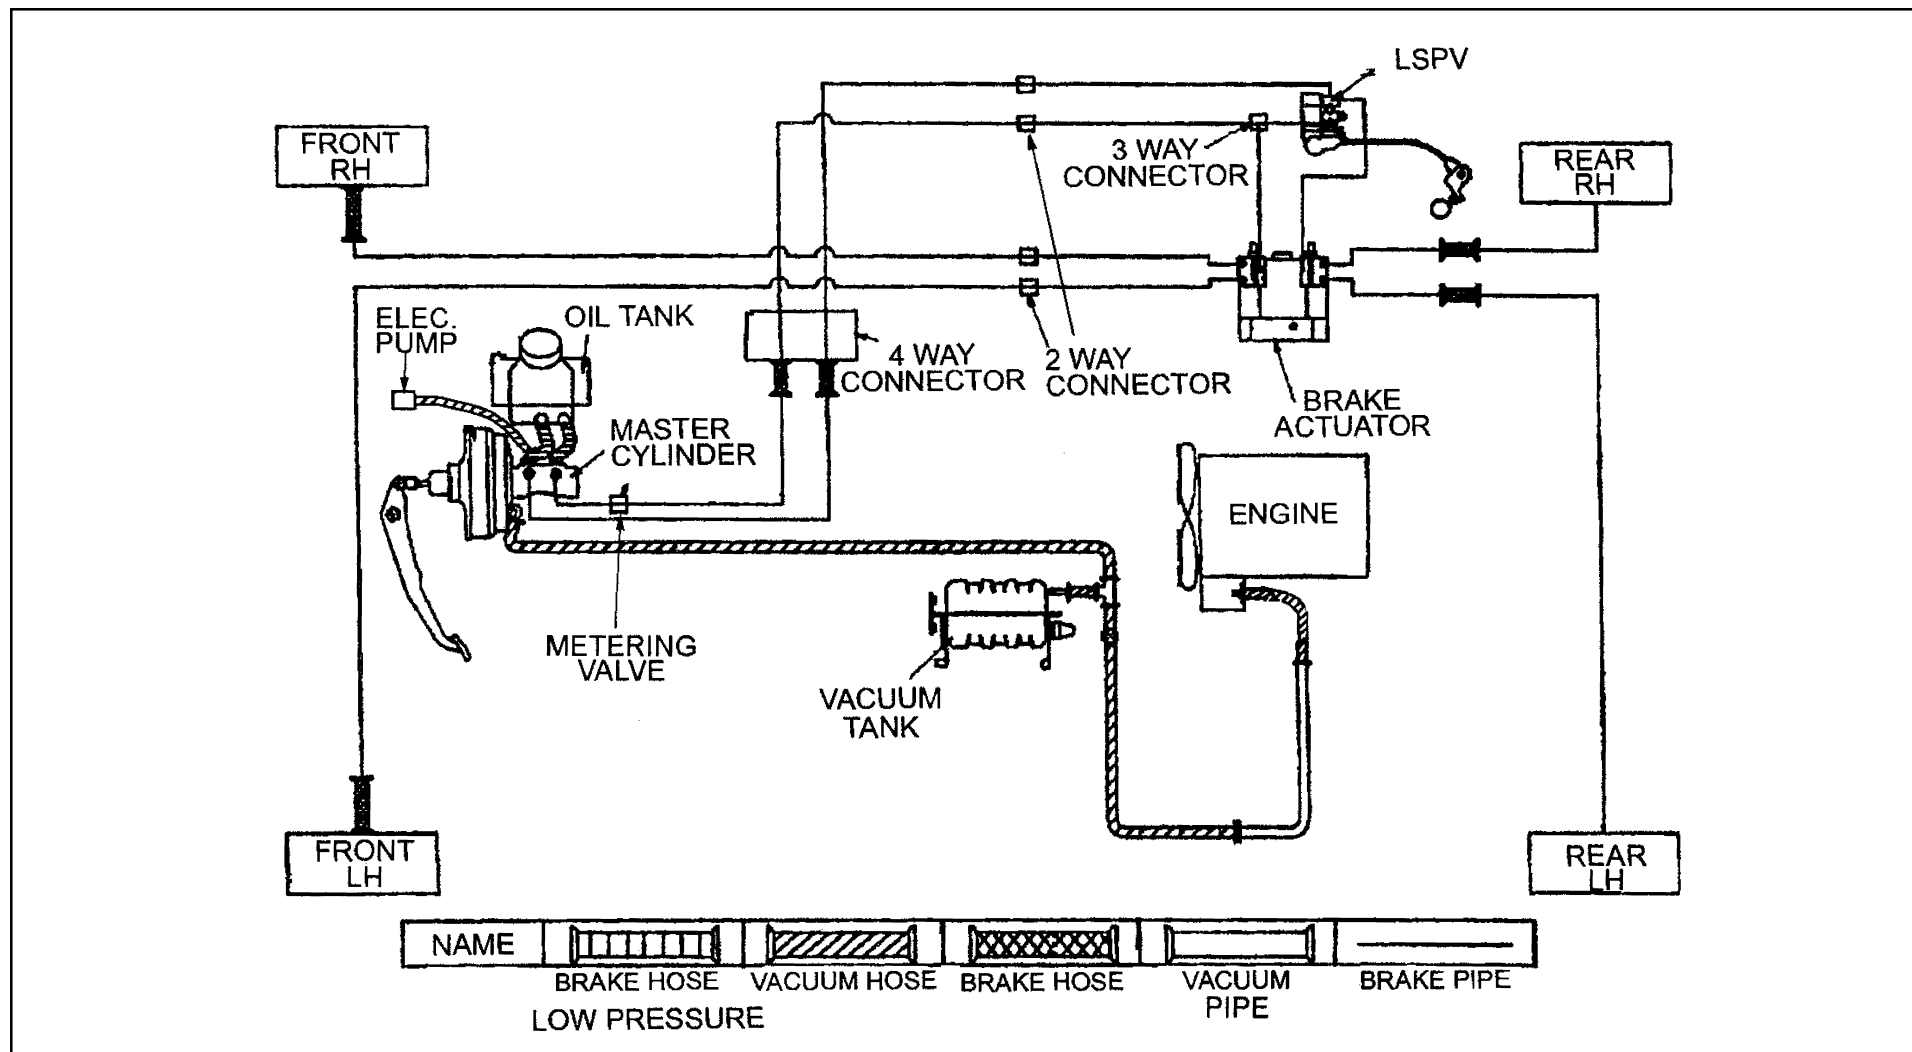 LSPV
FRONT
RH
3 WAY
CONNECTOR
REAR
RH
ELEC.
PUMP
OIL TANK
4 WAY
CONNECTOR
2 WAY
CONNECTOR
BRAKE
ACTUATOR
MASTER
CYLINDER
ENGINE
METERING
VALVE
VACUUM
TANK
FRONT
LH
REAR
LH
NAME
BRAKE HOSE
VACUUM HOSE
BRAKE HOSE
VACUUM
PIPE
BRAKE PIPE
LOW PRESSURE